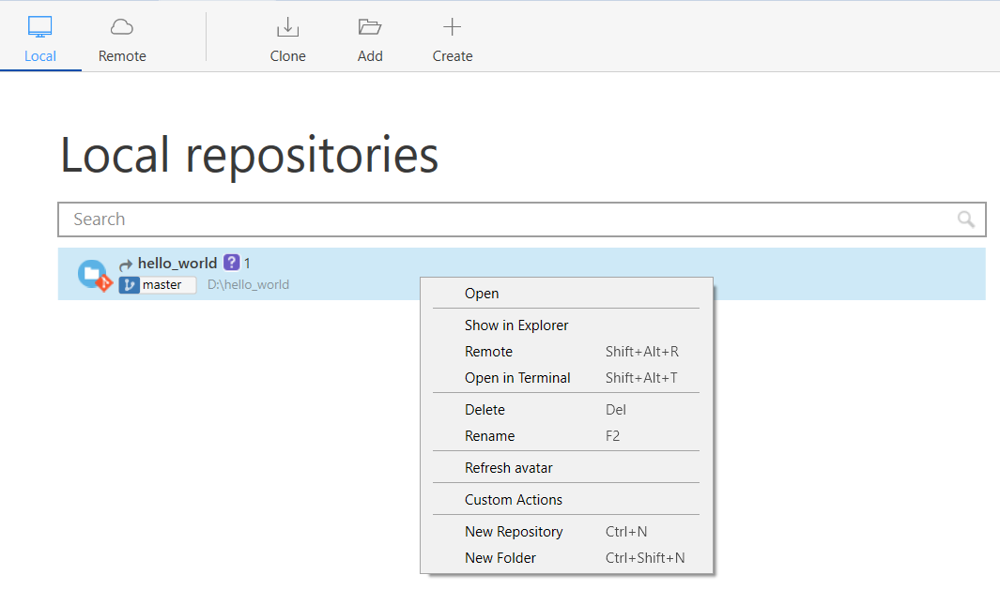 Local Remote Clone Add Create
Local repositories
Search
hello_world ? 1
master D:\hello_world
Open
Show in Explorer
Remote Shift+Alt+R
Open in Terminal Shift+Alt+T
Delete Del
Rename F2
Refresh avatar
Custom Actions
New Repository Ctrl+N
New Folder Ctrl+Shift+N